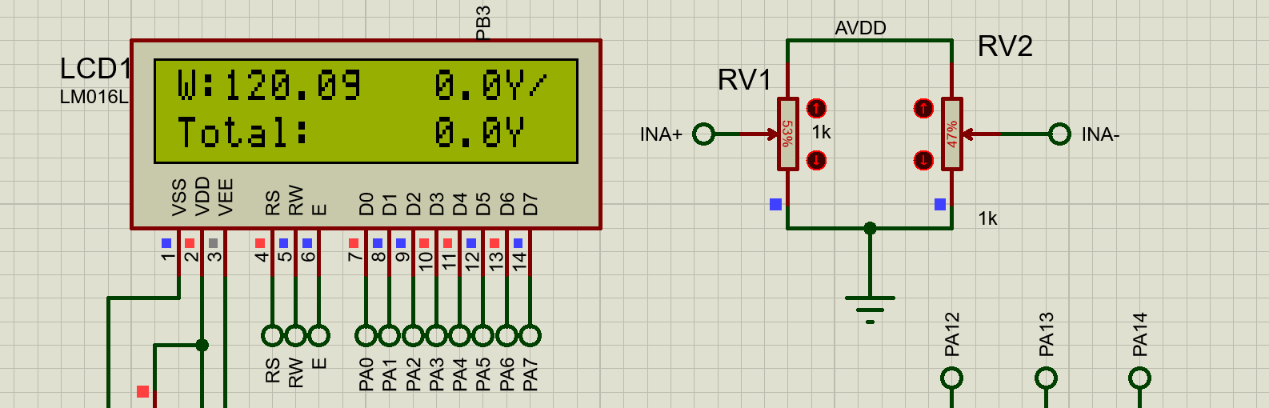 PB3
LCD1
LM016L
W:120.09 0.0Y/
Total: 0.0Y
VSS VDD VEE RS RW E D0 D1 D2 D3 D4 D5 D6 D7
1 2 3 4 5 6 7 8 9 10 11 12 13 14
RS RW E PA0 PA1 PA2 PA3 PA4 PA5 PA6 PA7
AVDD
RV1
RV2
INA+
53%
1k
47%
INA-
1k
PA12 PA13 PA14